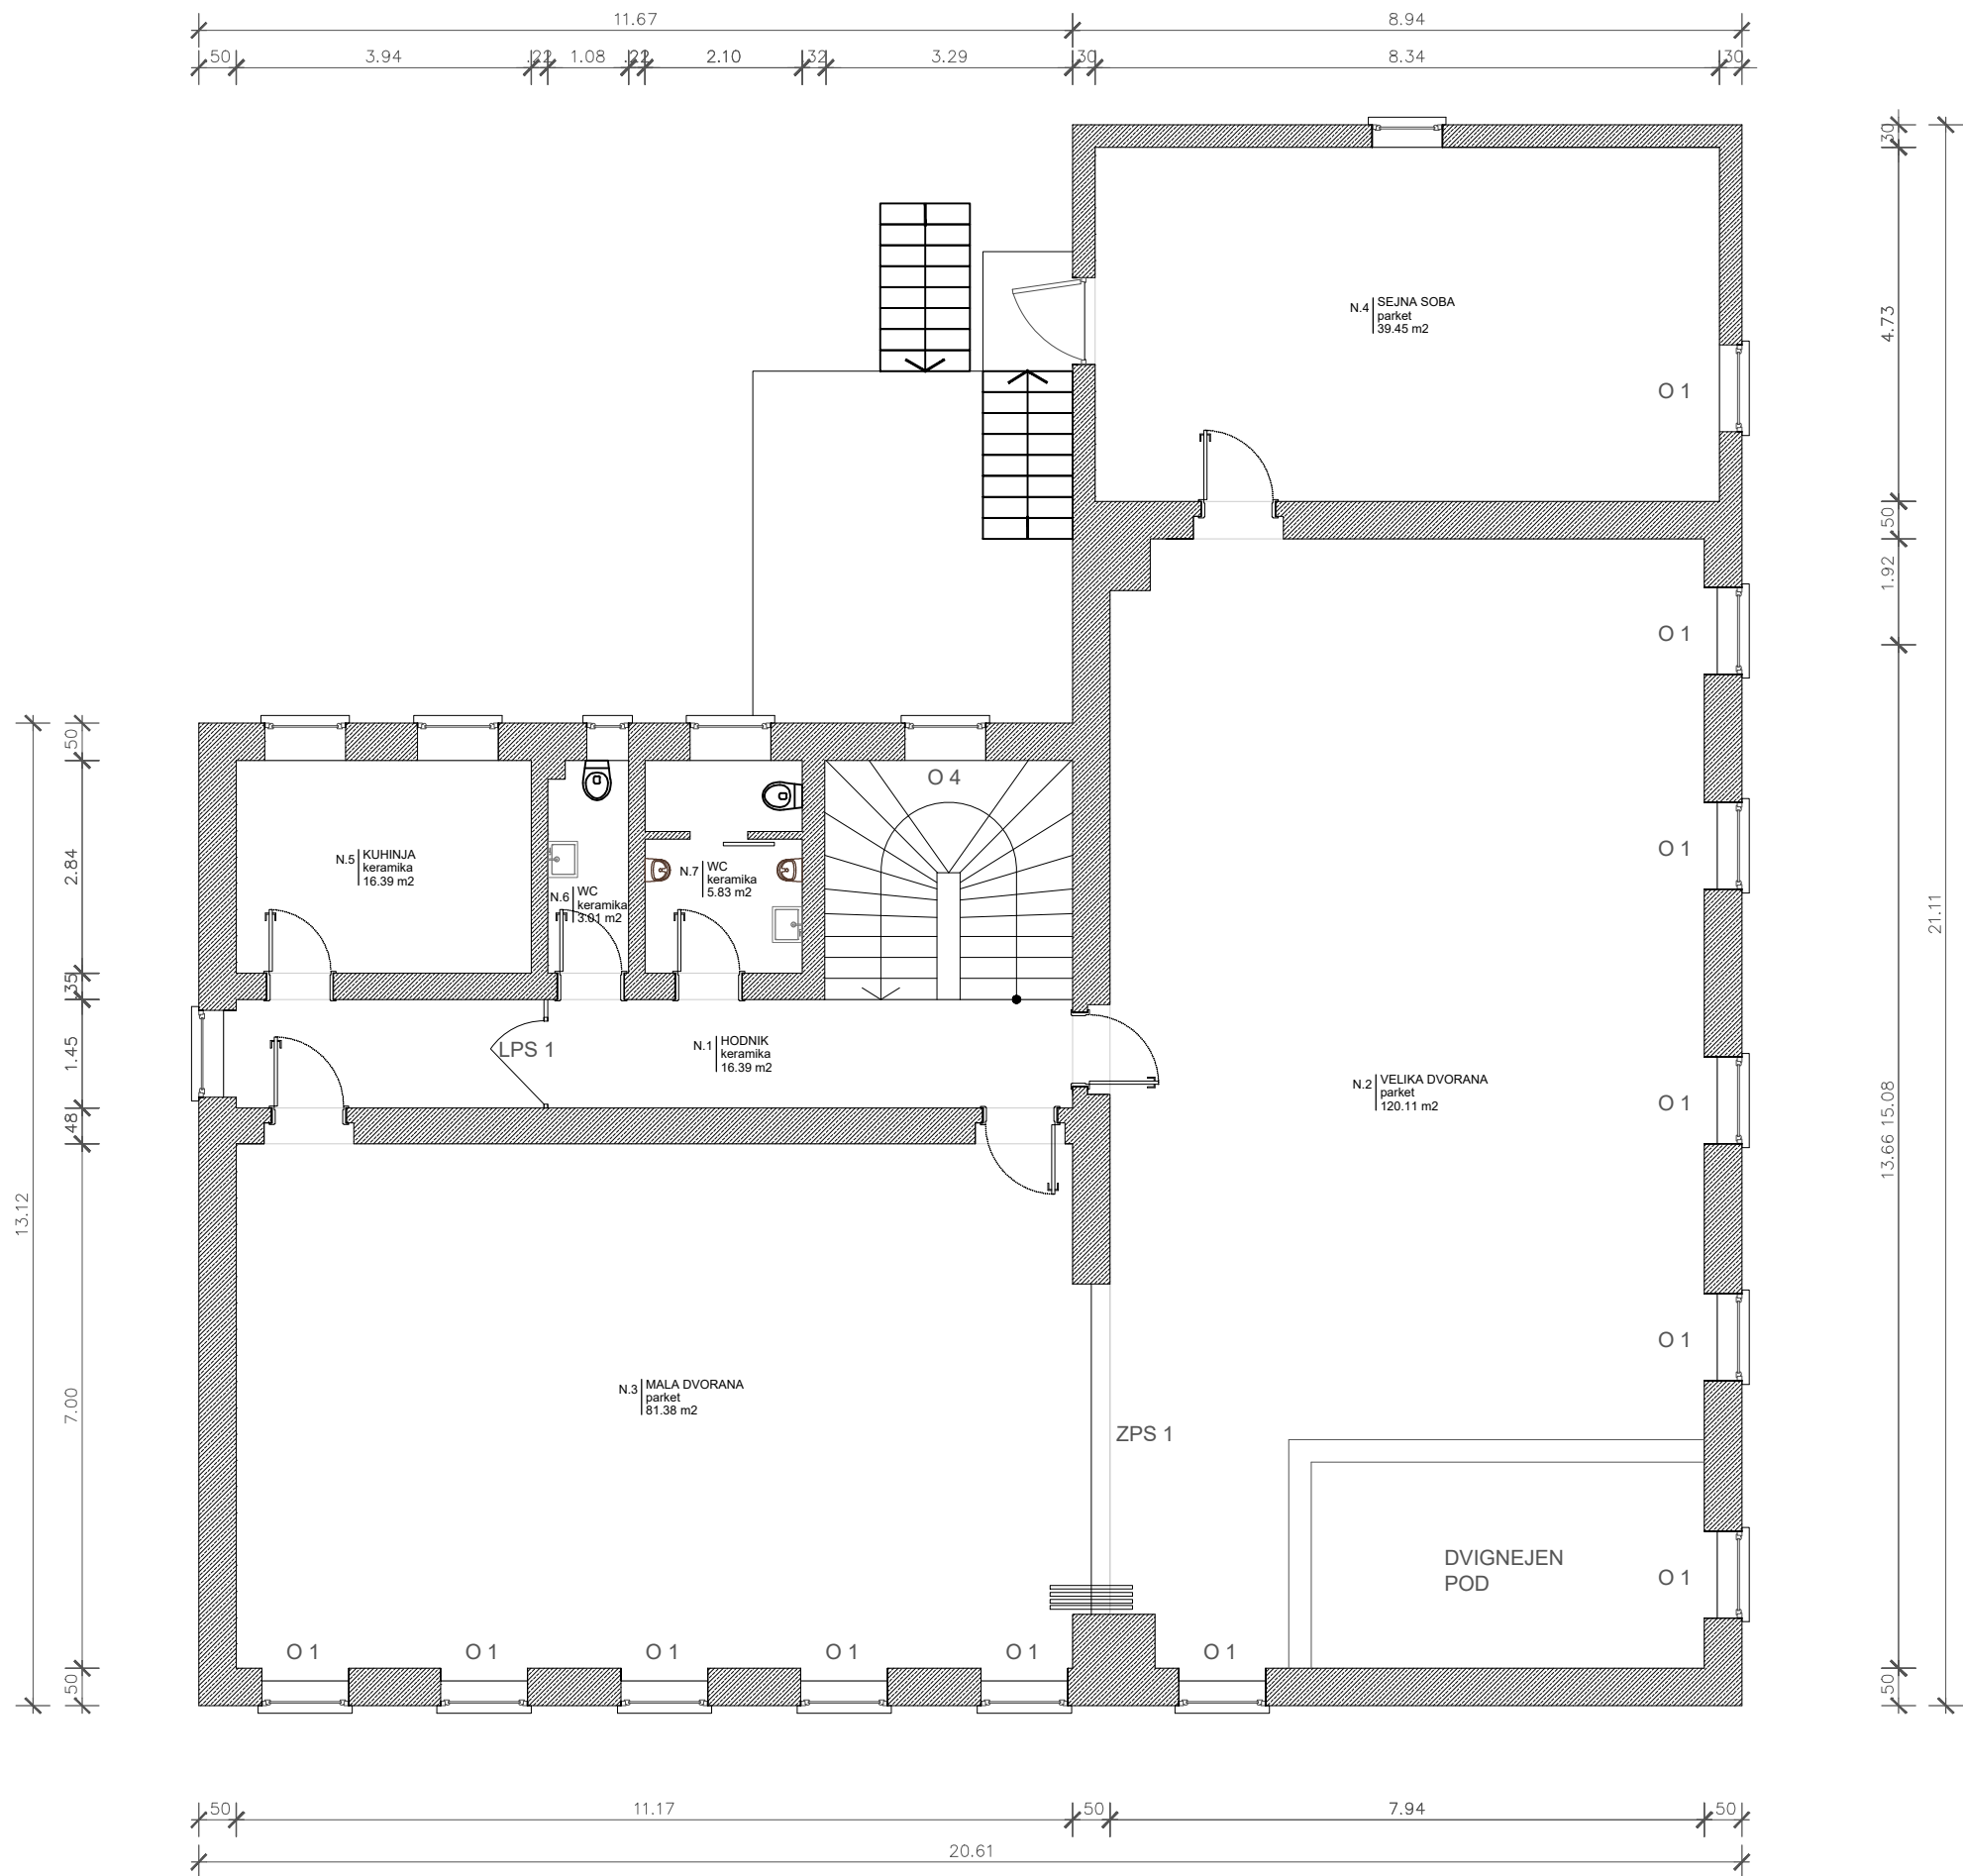 11.67
8.94
.50
3.94
.22
1.08
.22
2.10
.32
3.29
.30
8.34
.30
.30
N.4
SEJNA SOBA
parket
39.45 m2
4.73
O 1
.50
1.92
O 1
21.11
.50
O 4
O 1
2.84
N.5
KUHINJA
keramika
16.39 m2
N.6
WC
keramika
3.01 m2
N.7
WC
keramika
5.83 m2
.35
1.45
LPS 1
N.1
HODNIK
keramika
16.39 m2
N.2
VELIKA DVORANA
parket
120.11 m2
O 1
.48
13.66 15.08
13.12
O 1
7.00
N.3
MALA DVORANA
parket
81.38 m2
ZPS 1
DVIGNEJEN
POD
O 1
O 1
O 1
O 1
O 1
O 1
O 1
.50
.50
.50
11.17
.50
7.94
.50
20.61